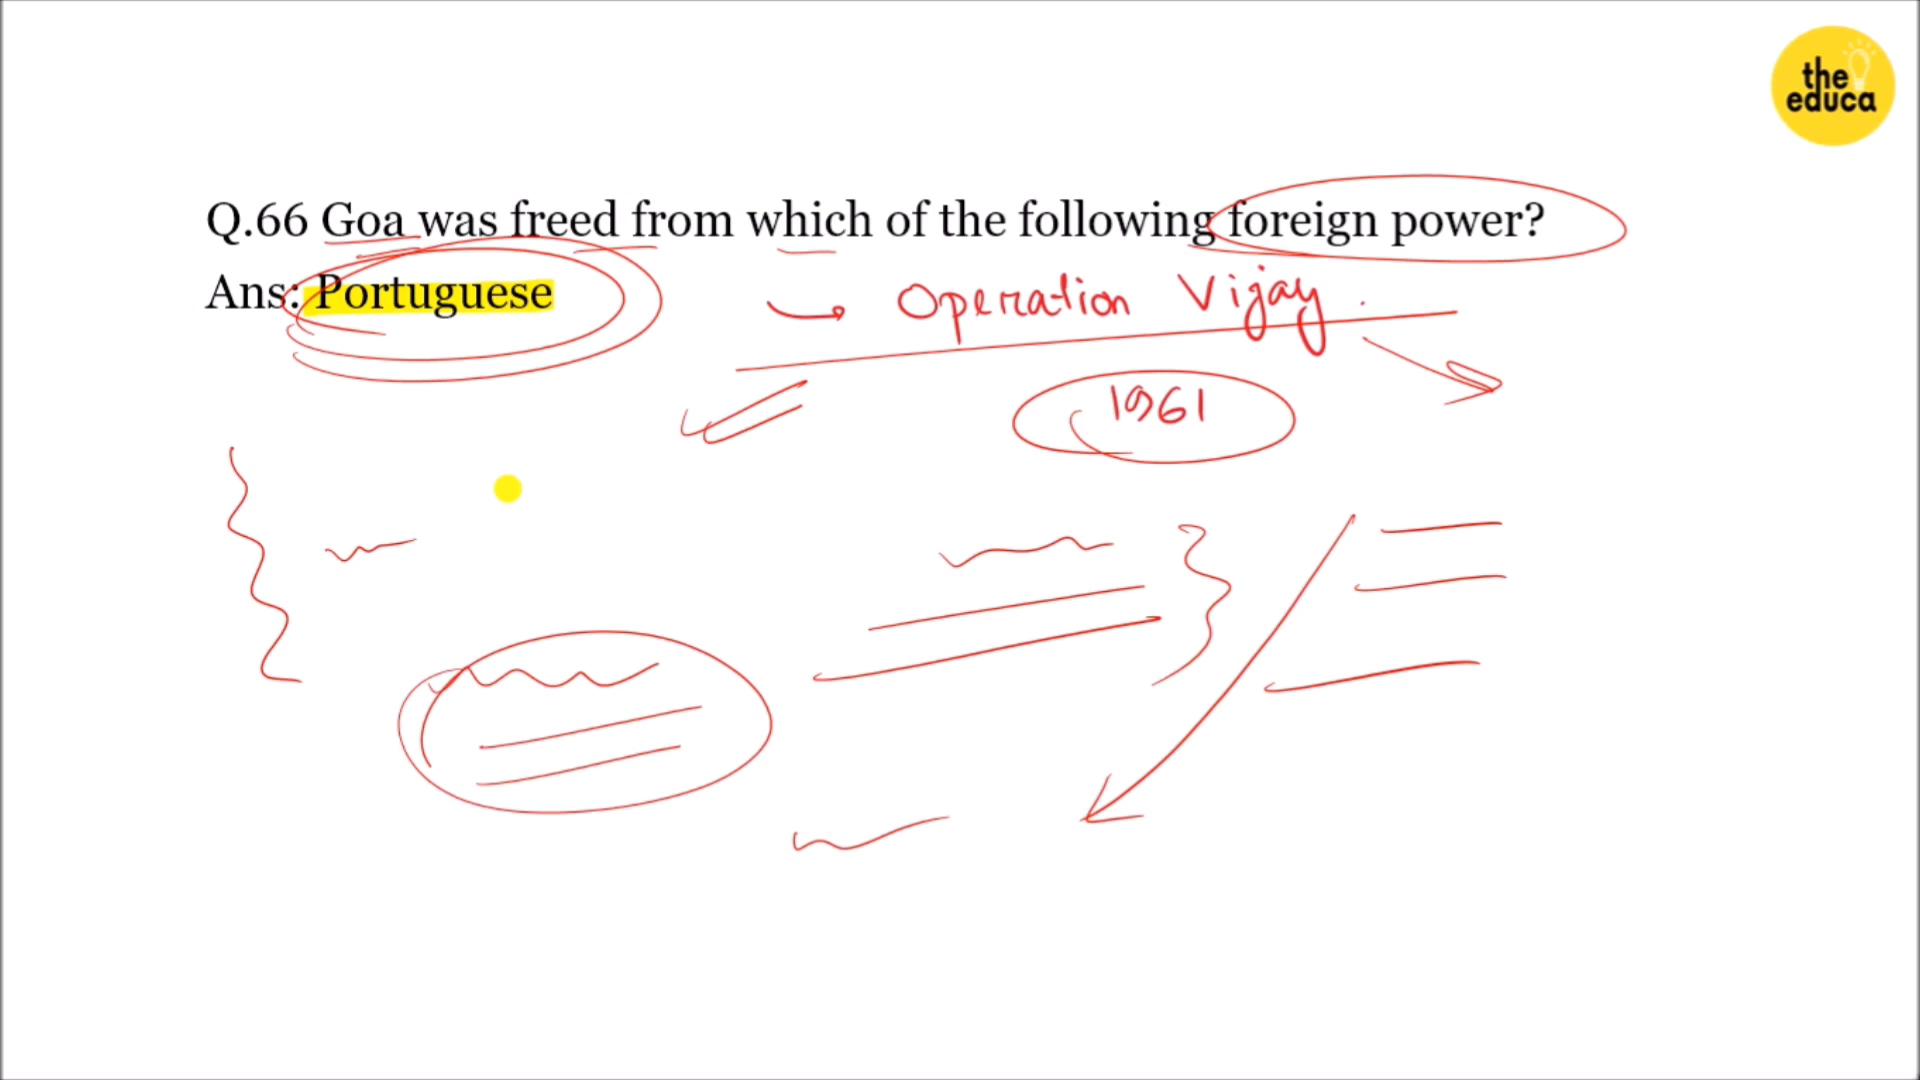 the
educa
Q.66 Goa was freed from which of the following foreign power?
Ans: Portuguese
Operation Vijay.
1961